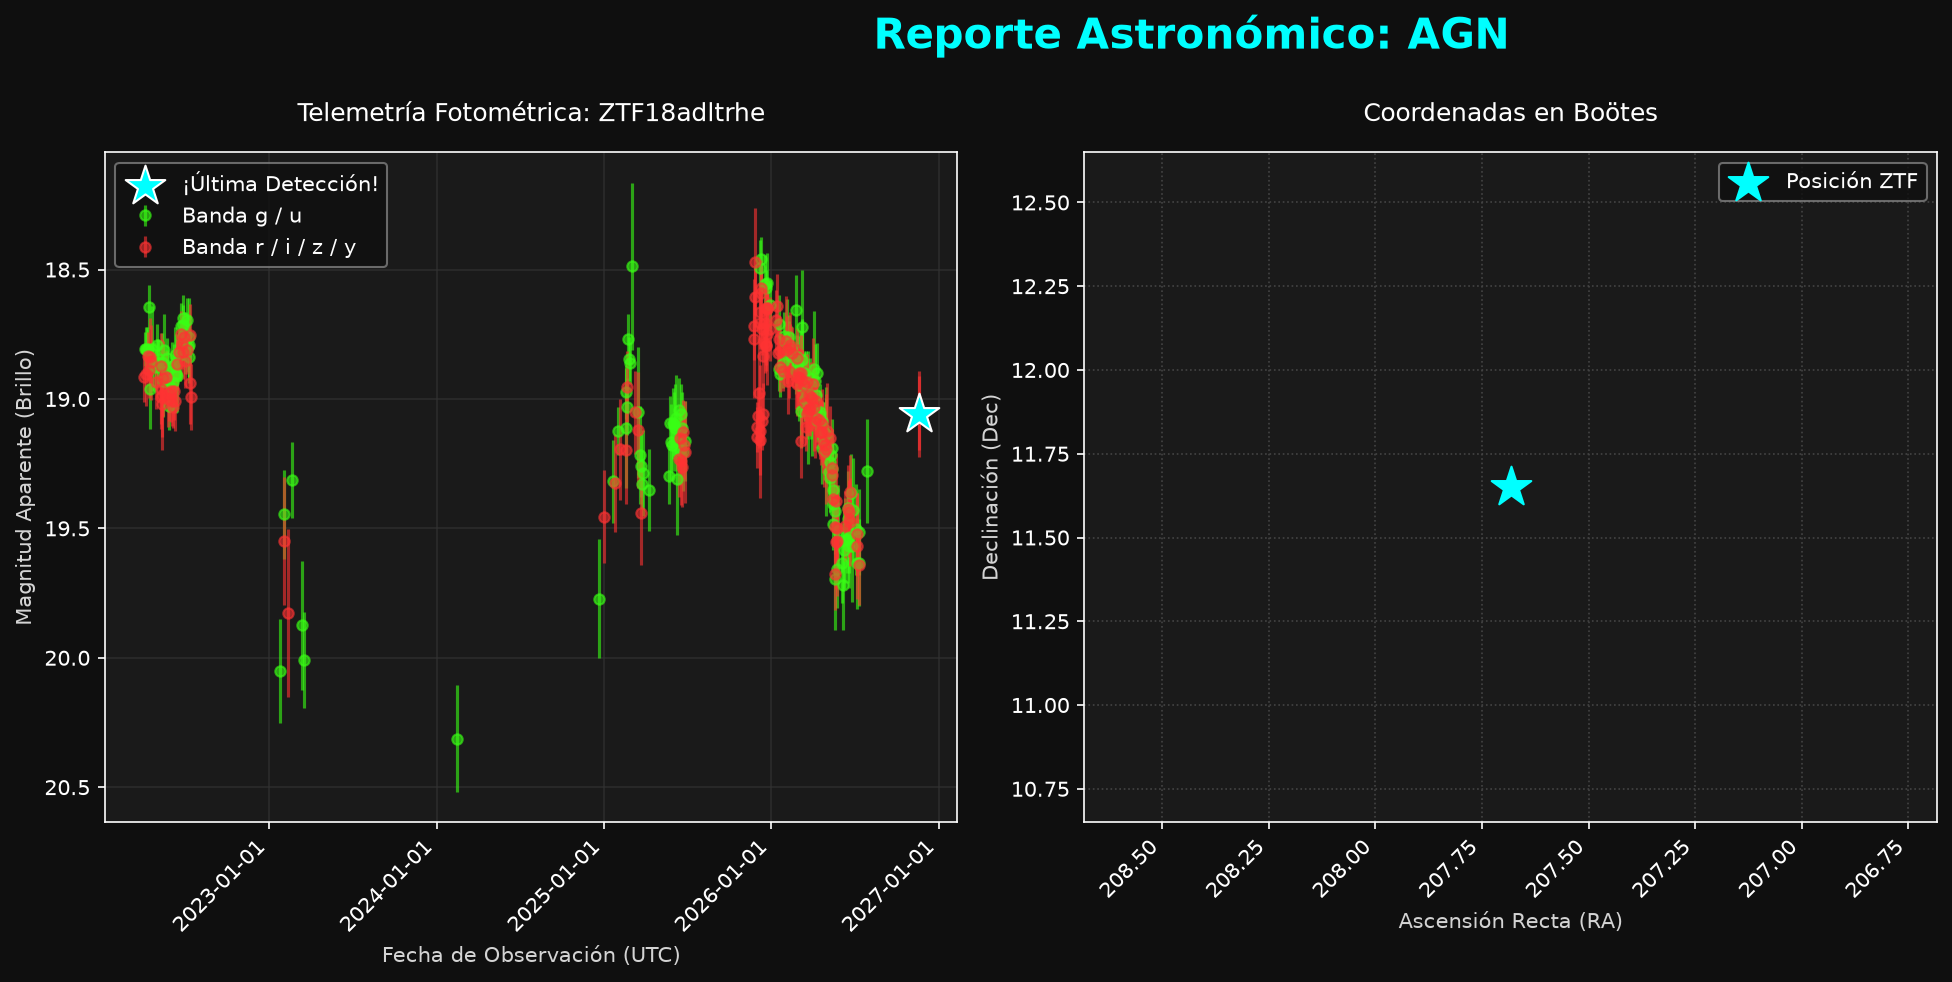 Reporte Astronómico: AGN
Telemetría Fotométrica: ZTF18adltrhe
¡Última Detección!
Banda g / u
Banda r / i / z / y
Magnitud Aparente (Brillo)
18.5
19.0
19.5
20.0
20.5
2023-01-01
2024-01-01
2025-01-01
2026-01-01
2027-01-01
Fecha de Observación (UTC)
Coordenadas en Boötes
Posición ZTF
Declinación (Dec)
12.50
12.25
12.00
11.75
11.50
11.25
11.00
10.75
208.50
208.25
208.00
207.75
207.50
207.25
207.00
206.75
Ascensión Recta (RA)